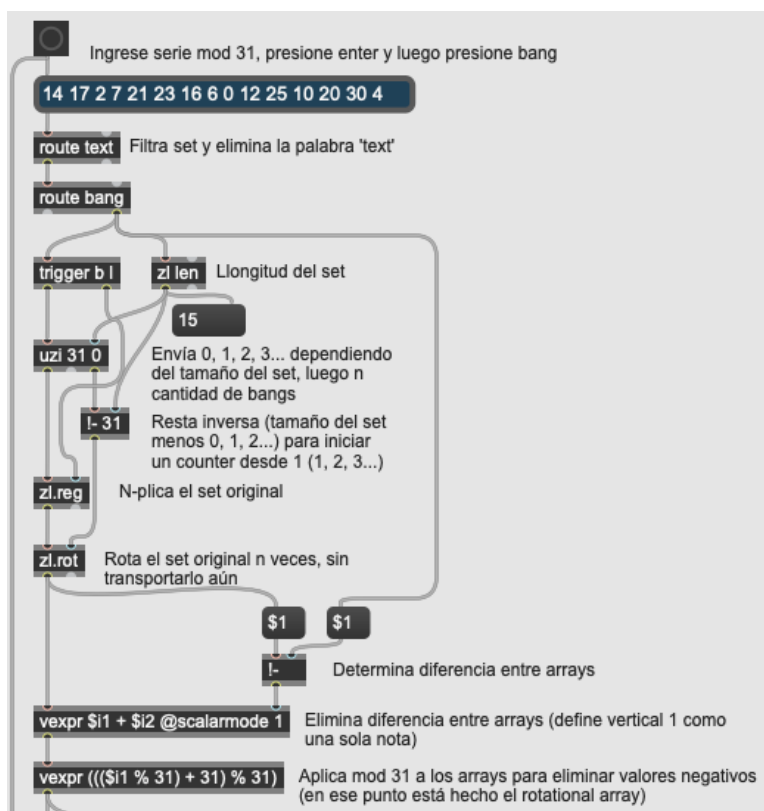 Ingrese serie mod 31, presione enter y luego presione bang
14 17 2 7 21 23 16 6 0 12 25 10 20 30 4
route text
Filtra set y elimina la palabra 'text'
route bang
trigger b l
zl len
Llongitud del set
15
uzi 31 0
Envía 0, 1, 2, 3... dependiendo
del tamaño del set, luego n
cantidad de bangs
!- 31
Resta inversa (tamaño del set
menos 0, 1, 2...) para iniciar
un counter desde 1 (1, 2, 3...)
zl.reg
N-plica el set original
zl.rot
Rota el set original n veces, sin
transportarlo aún
$1
$1
!-
Determina diferencia entre arrays
vexpr $i1 + $i2 @scalarmode 1
Elimina diferencia entre arrays (define vertical 1 como
una sola nota)
vexpr ((($i1 % 31) + 31) % 31)
Aplica mod 31 a los arrays para eliminar valores negativos
(en ese punto está hecho el rotational array)